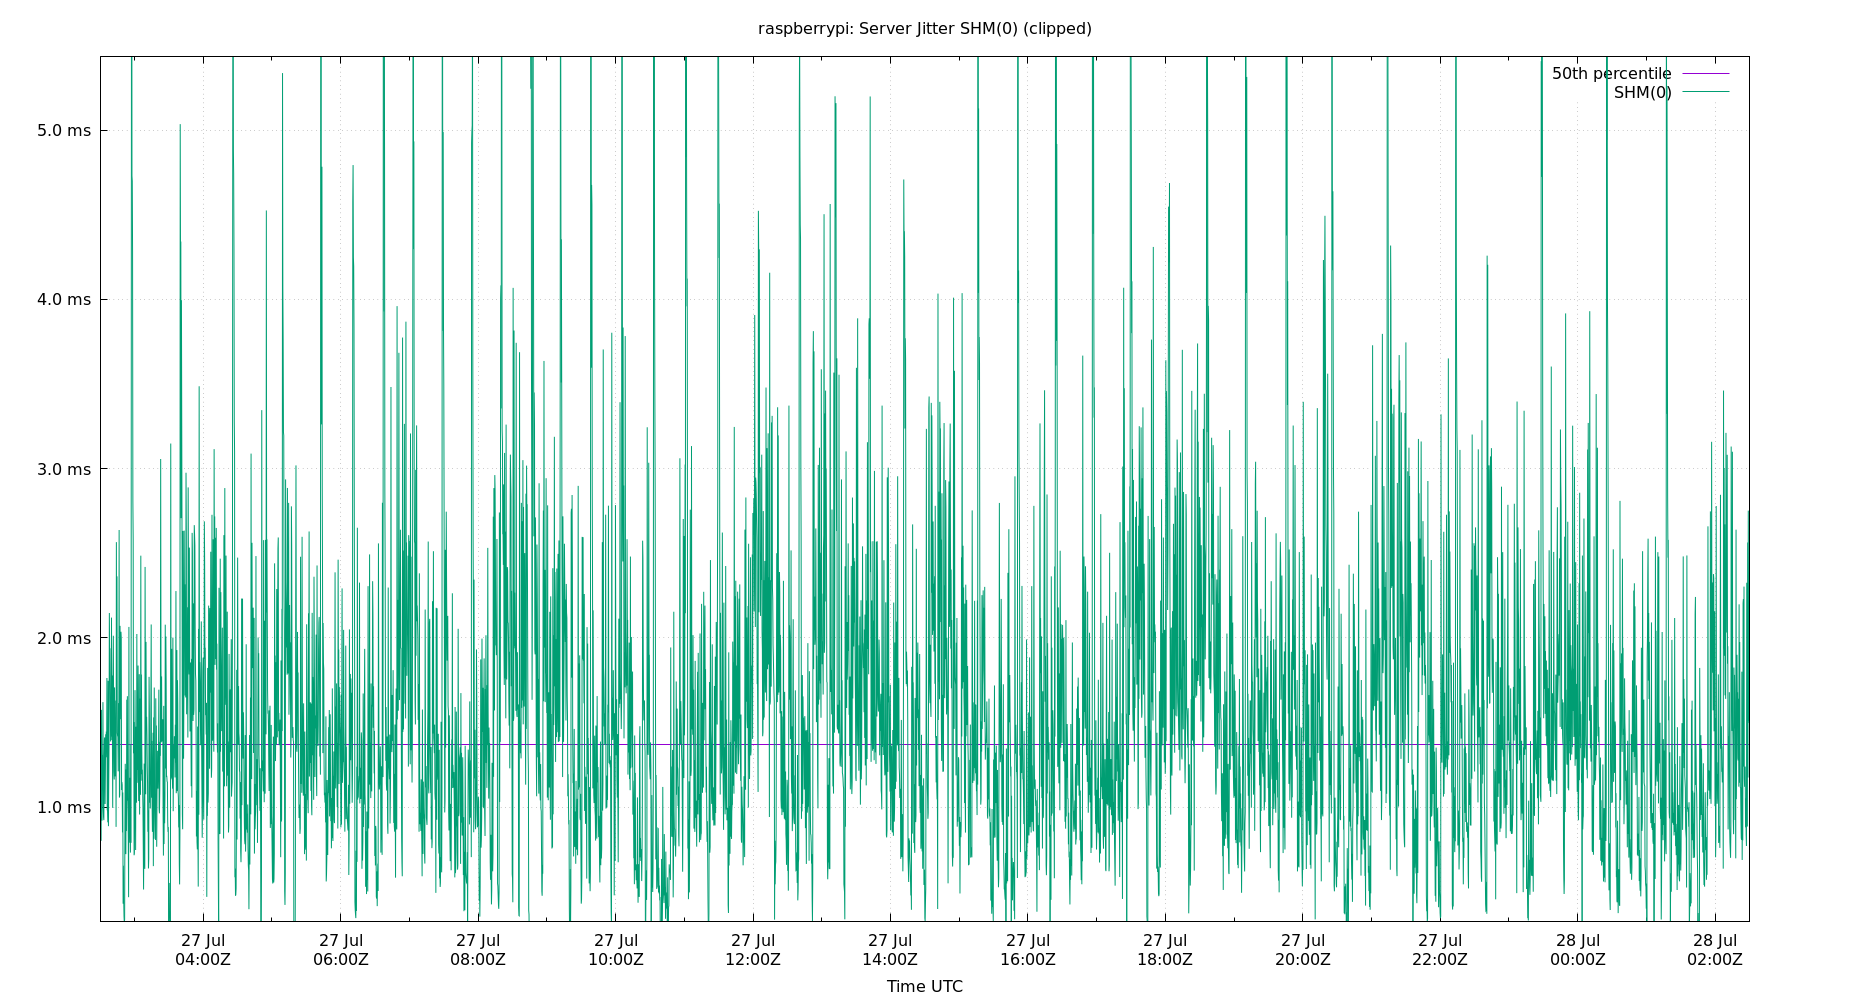 raspberrypi: Server Jitter SHM(0) (clipped)
50th percentile
SHM(0)
5.0 ms
4.0 ms
3.0 ms
2.0 ms
1.0 ms
27 Jul 27 Jul 27 Jul 27 Jul 27 Jul 27 Jul 27 Jul 27 Jul 27 Jul 27 Jul 28 Jul 28 Jul
04:00Z 06:00Z 08:00Z 10:00Z 12:00Z 14:00Z 16:00Z 18:00Z 20:00Z 22:00Z 00:00Z 02:00Z
Time UTC